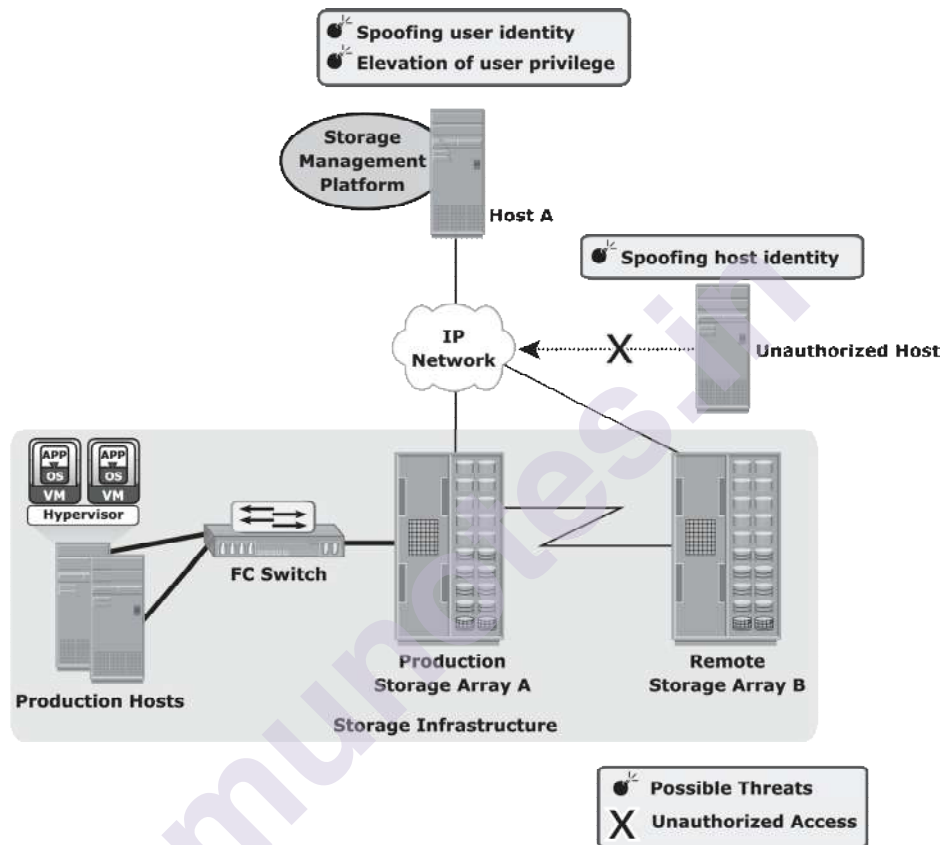 Spoofing user identity
Elevation of user privilege
Storage
Management
Platform
Host A
Spoofing host identity
IP
Network
X
Unauthorized Host
APP
OS
VM
APP
OS
VM
Hypervisor
FC Switch
Production Hosts
Production
Storage Array A
Remote
Storage Array B
Storage Infrastructure
Possible Threats
X Unauthorized Access
munotes.in